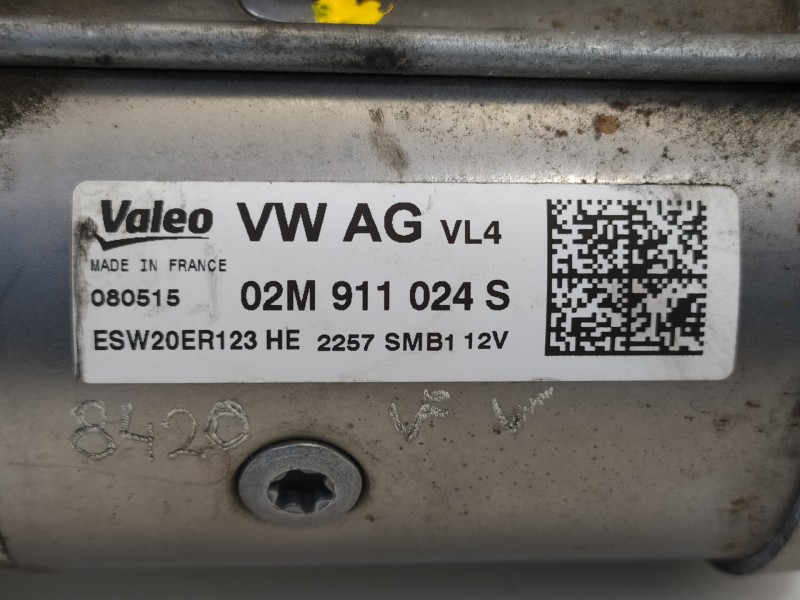 Valeo VW AG VL4
MADE IN FRANCE
080515 02M 911 024 S
ESW20ER123 HE 2257 SMB1 12V
8420